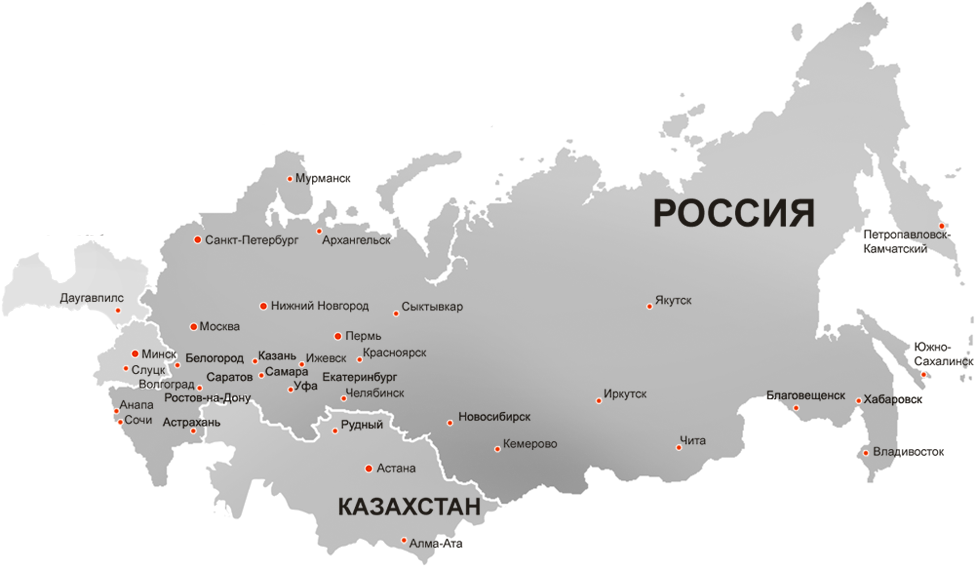 Мурманск
РОССИЯ
Санкт-Петербург
Архангельск
Петропавловск-
Камчатский
Даугавпилс
Нижний Новгород
Сыктывкар
Якутск
Москва
Пермь
Минск
Белогород
Казань
Ижевск
Красноярск
Южно-
Сахалинск
Слуцк
Волгоград
Саратов
Самара
Уфа
Екатеринбург
Челябинск
Ростов-на-Дону
Иркутск
Благовещенск
Хабаровск
Анапа
Сочи
Астрахань
Рудный
Новосибирск
Кемерово
Чита
Владивосток
Астана
КАЗАХСТАН
Алма-Ата